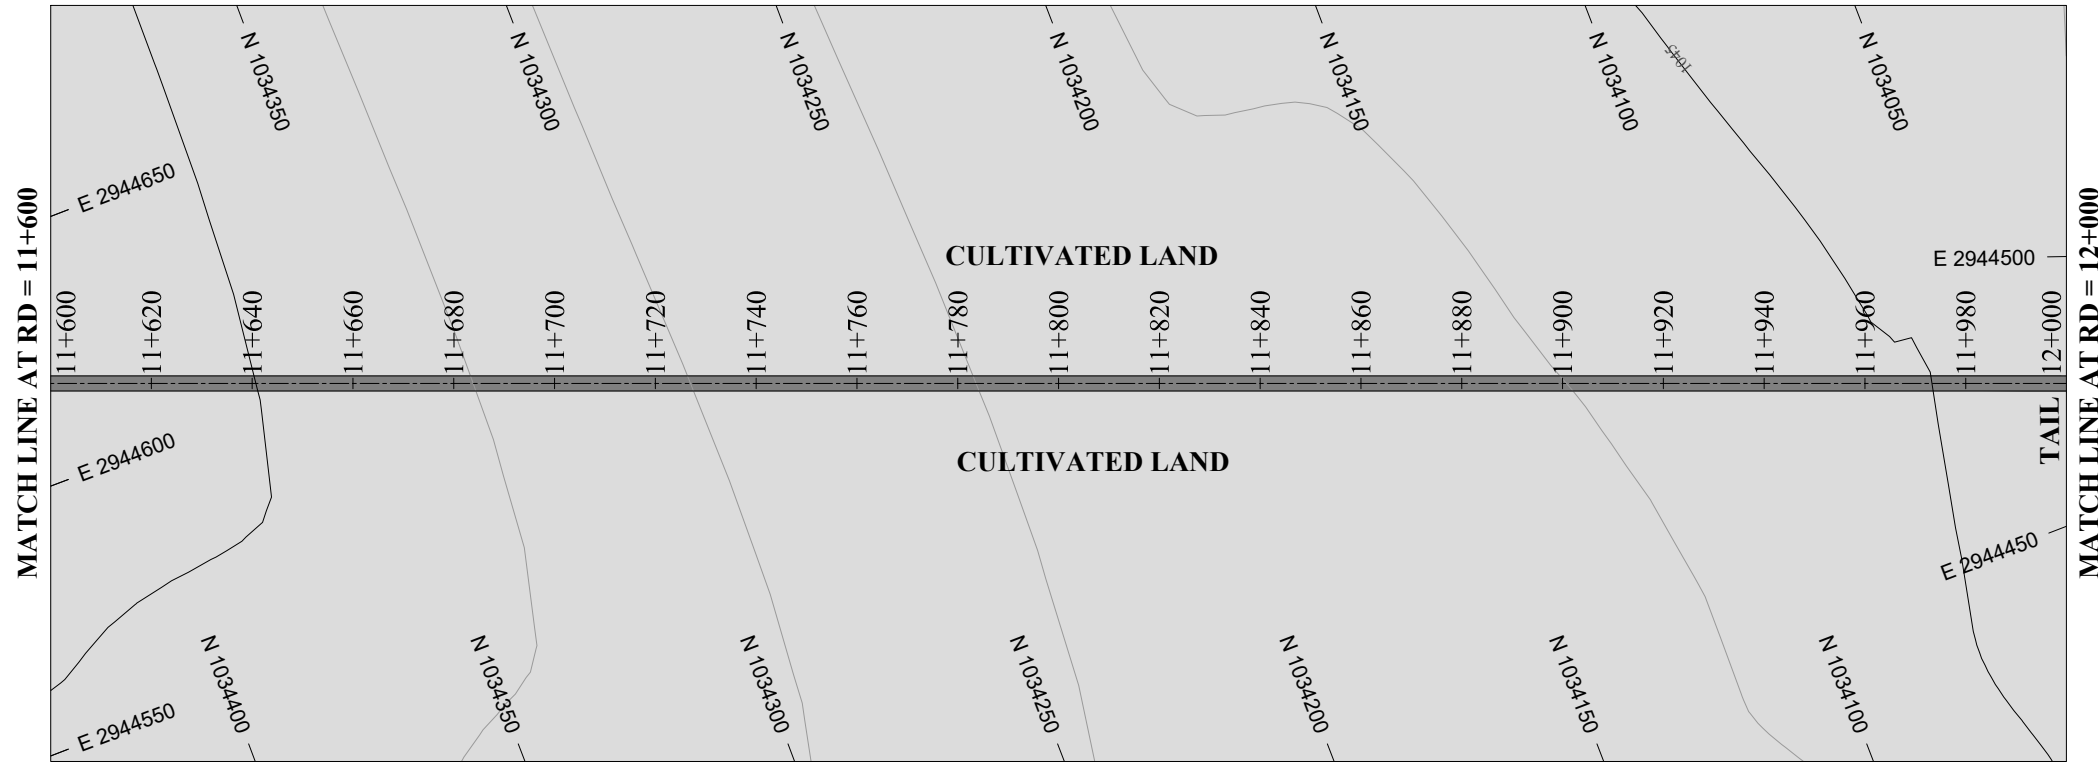 N 1034350
N 1034300
N 1034250
N 1034200
N 1034150
N 1034100
N 1034050
1045
E 2944650
MATCH LINE AT RD = 11+600
MATCH LINE AT RD = 12+000
CULTIVATED LAND
E 2944500
11+600
11+620
11+640
11+660
11+680
11+700
11+720
11+740
11+760
11+780
11+800
11+820
11+840
11+860
11+880
11+900
11+920
11+940
11+960
11+980
12+000
TAIL
E 2944600
CULTIVATED LAND
E 2944450
N 1034400
N 1034350
N 1034300
N 1034250
N 1034200
N 1034150
N 1034100
E 2944550